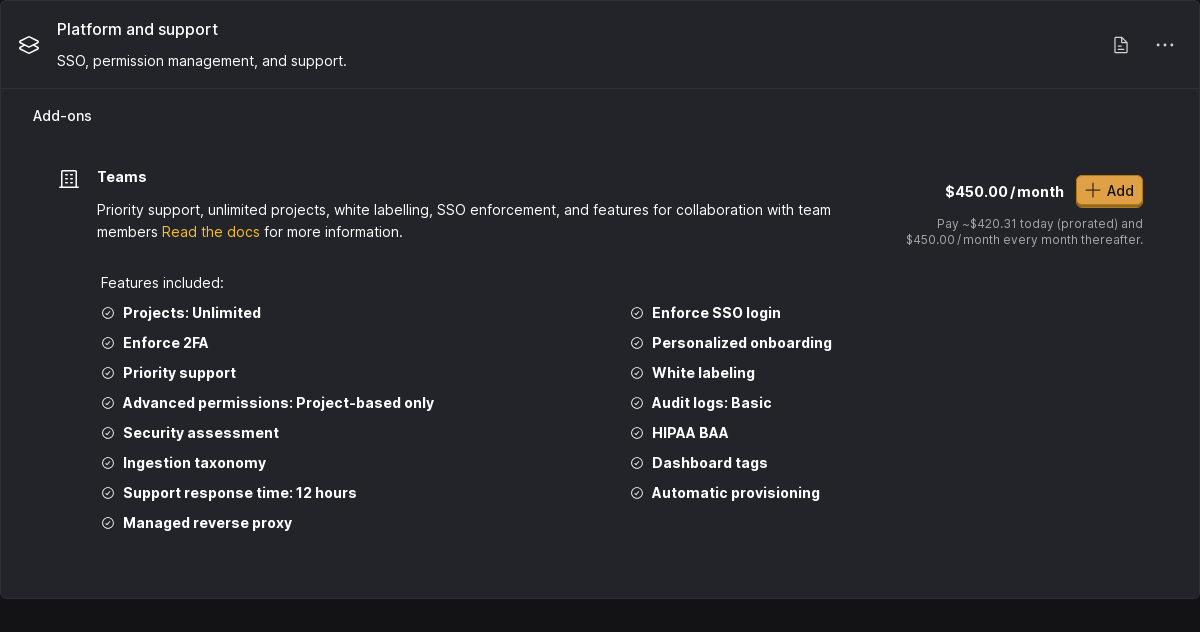 Platform and support
SSO, permission management, and support.
Add-ons
Teams
Priority support, unlimited projects, white labelling, SSO enforcement, and features for collaboration with team
members Read the docs for more information.
$450.00/month
Add
Pay ~$420.31 today (prorated) and
$450.00/month every month thereafter.
Features included:
Projects: Unlimited
Enforce 2FA
Priority support
Advanced permissions: Project-based only
Security assessment
Ingestion taxonomy
Support response time: 12 hours
Managed reverse proxy
Enforce SSO login
Personalized onboarding
White labeling
Audit logs: Basic
HIPAA BAA
Dashboard tags
Automatic provisioning